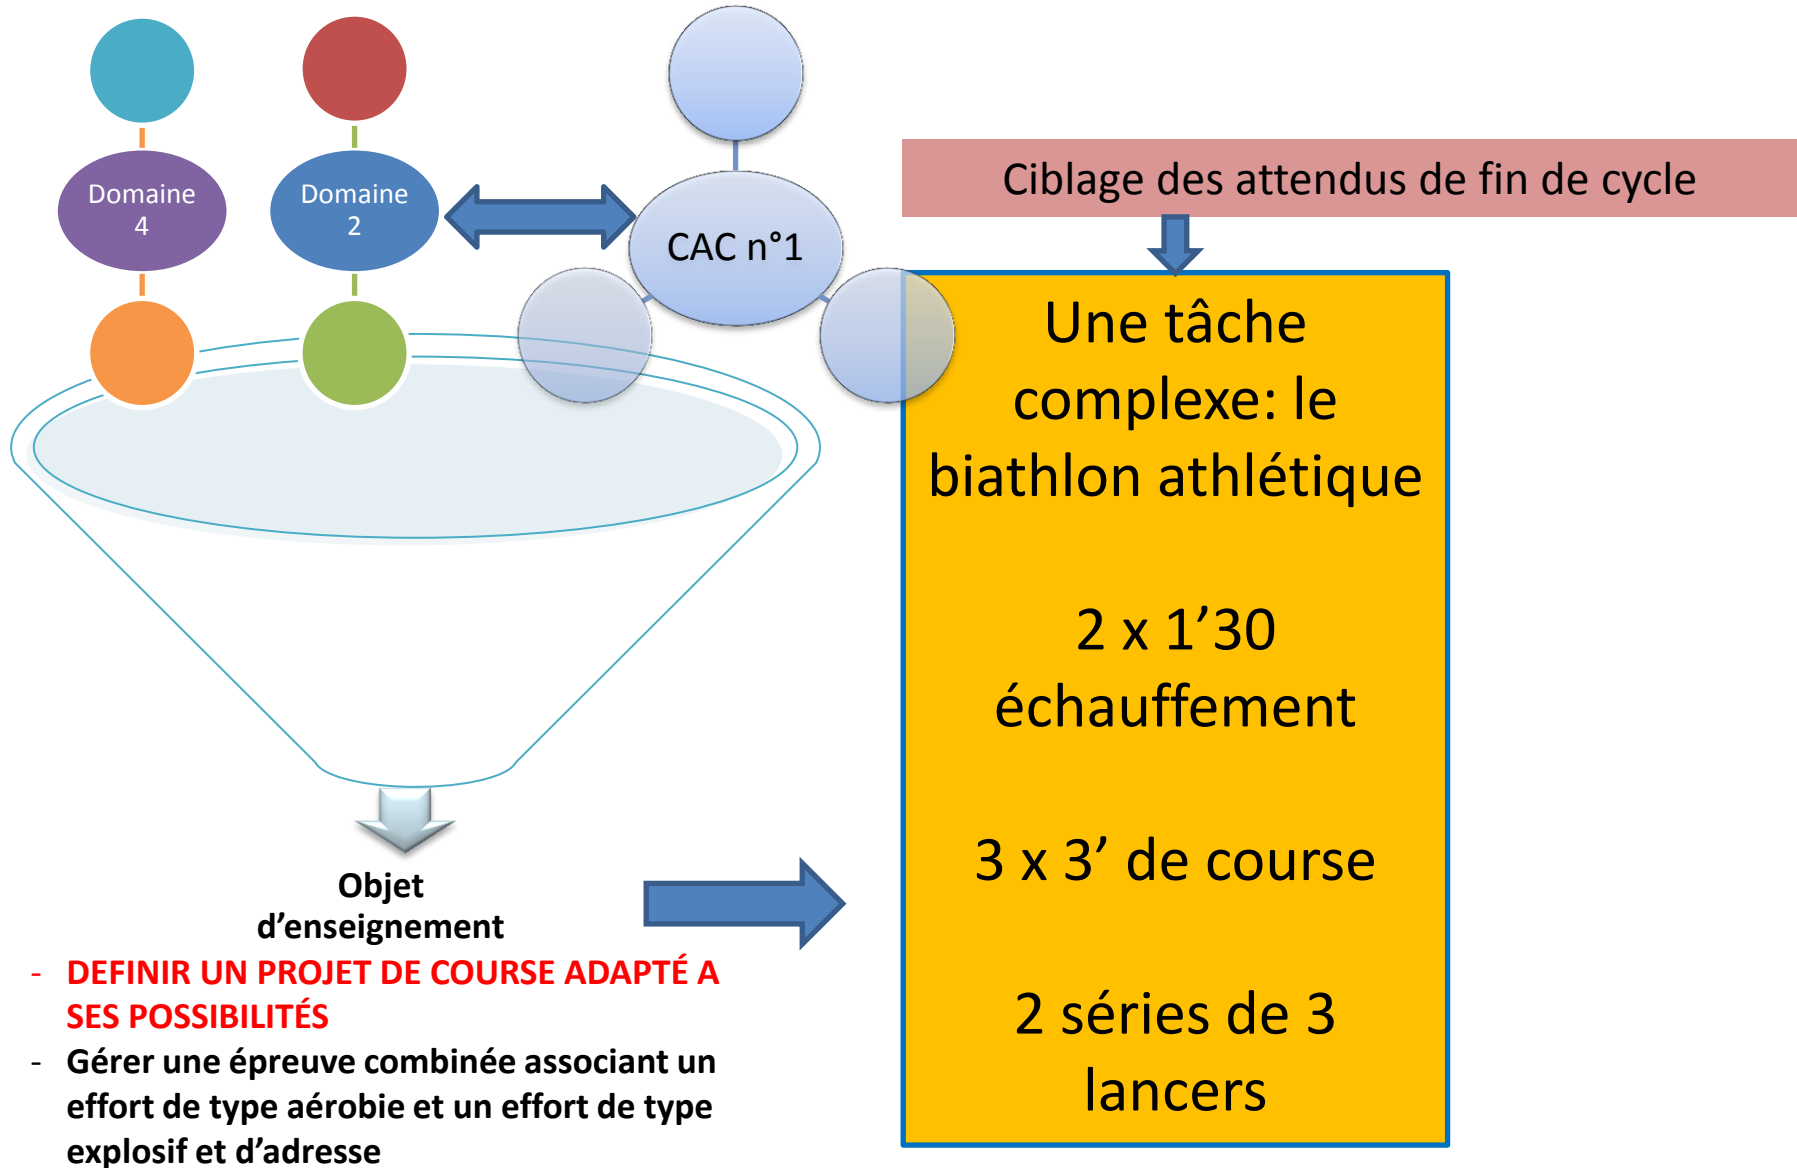 Domaine
4
Domaine
2
CAC n°1
Ciblage des attendus de fin de cycle
Une tâche
complexe: le
biathlon athlétique
2 x 1’30
échauffement
3 x 3’ de course
2 séries de 3
lancers
Objet
d’enseignement
- DEFINIR UN PROJET DE COURSE ADAPTÉ A
SES POSSIBILITÉS
- Gérer une épreuve combinée associant un
effort de type aérobie et un effort de type
explosif et d’adresse